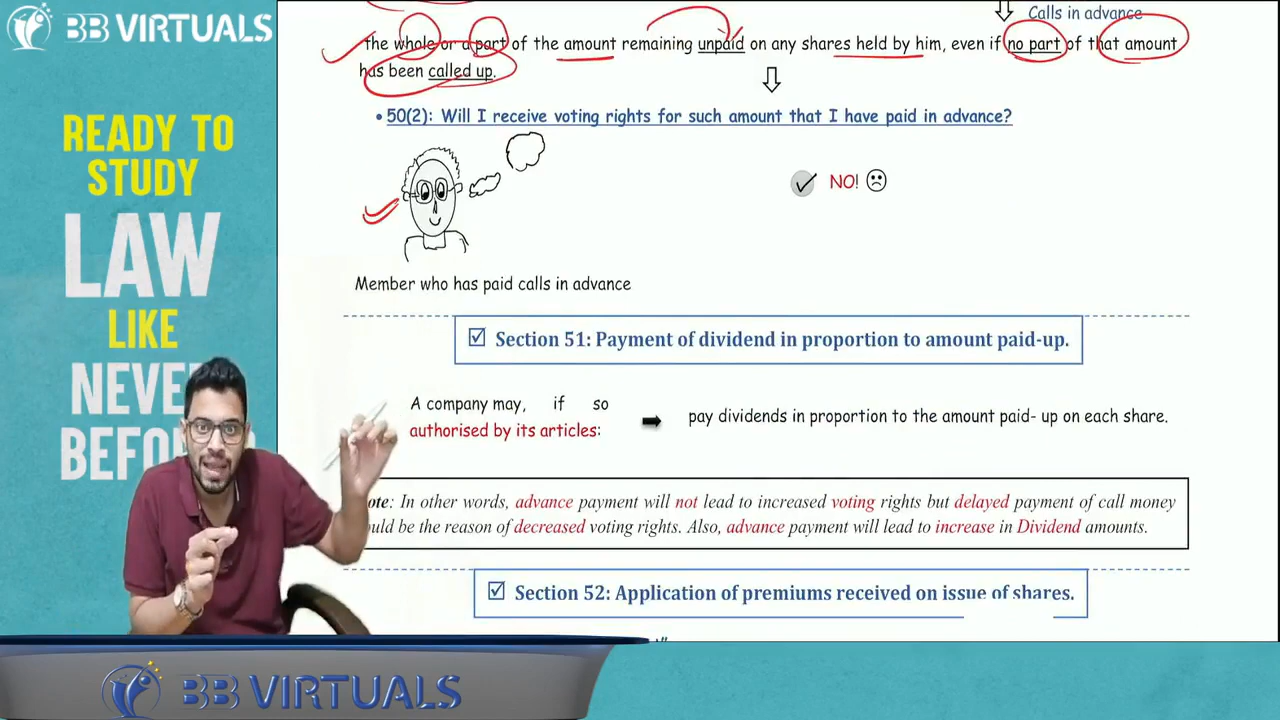 BB VIRTUALS
READY TO
STUDY
LAW
LIKE
Calls in advance
the whole or a part of the amount remaining unpaid on any shares held by him, even if no part of that amount
has been called up.
• 50(2): Will I receive voting rights for such amount that I have paid in advance?
NO!
Member who has paid calls in advance
Section 51: Payment of dividend in proportion to amount paid-up.
A company may, if so
authorised by its articles:
pay dividends in proportion to the amount paid- up on each share.
: In other words, advance payment will not lead to increased voting rights but delayed payment of call money
be the reason of decreased voting rights. Also, advance payment will lead to increase in Dividend amounts.
Section 52: Application of premiums received on issue of shares.
BB VIRTUALS